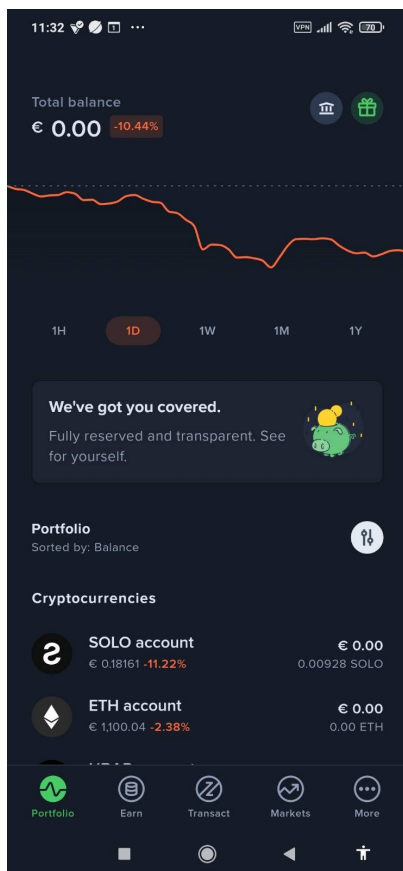 11:32
VPN
70
Total balance
€ 0.00 -10.44%
1H 1D 1W 1M 1Y
We've got you covered.
Fully reserved and transparent. See
for yourself.
Portfolio
Sorted by: Balance
Cryptocurrencies
SOLO account € 0.00
€ 0.18161 -11.22% 0.00928 SOLO
ETH account € 0.00
€ 1,100.04 -2.38% 0.00 ETH
Portfolio Earn Transact Markets More